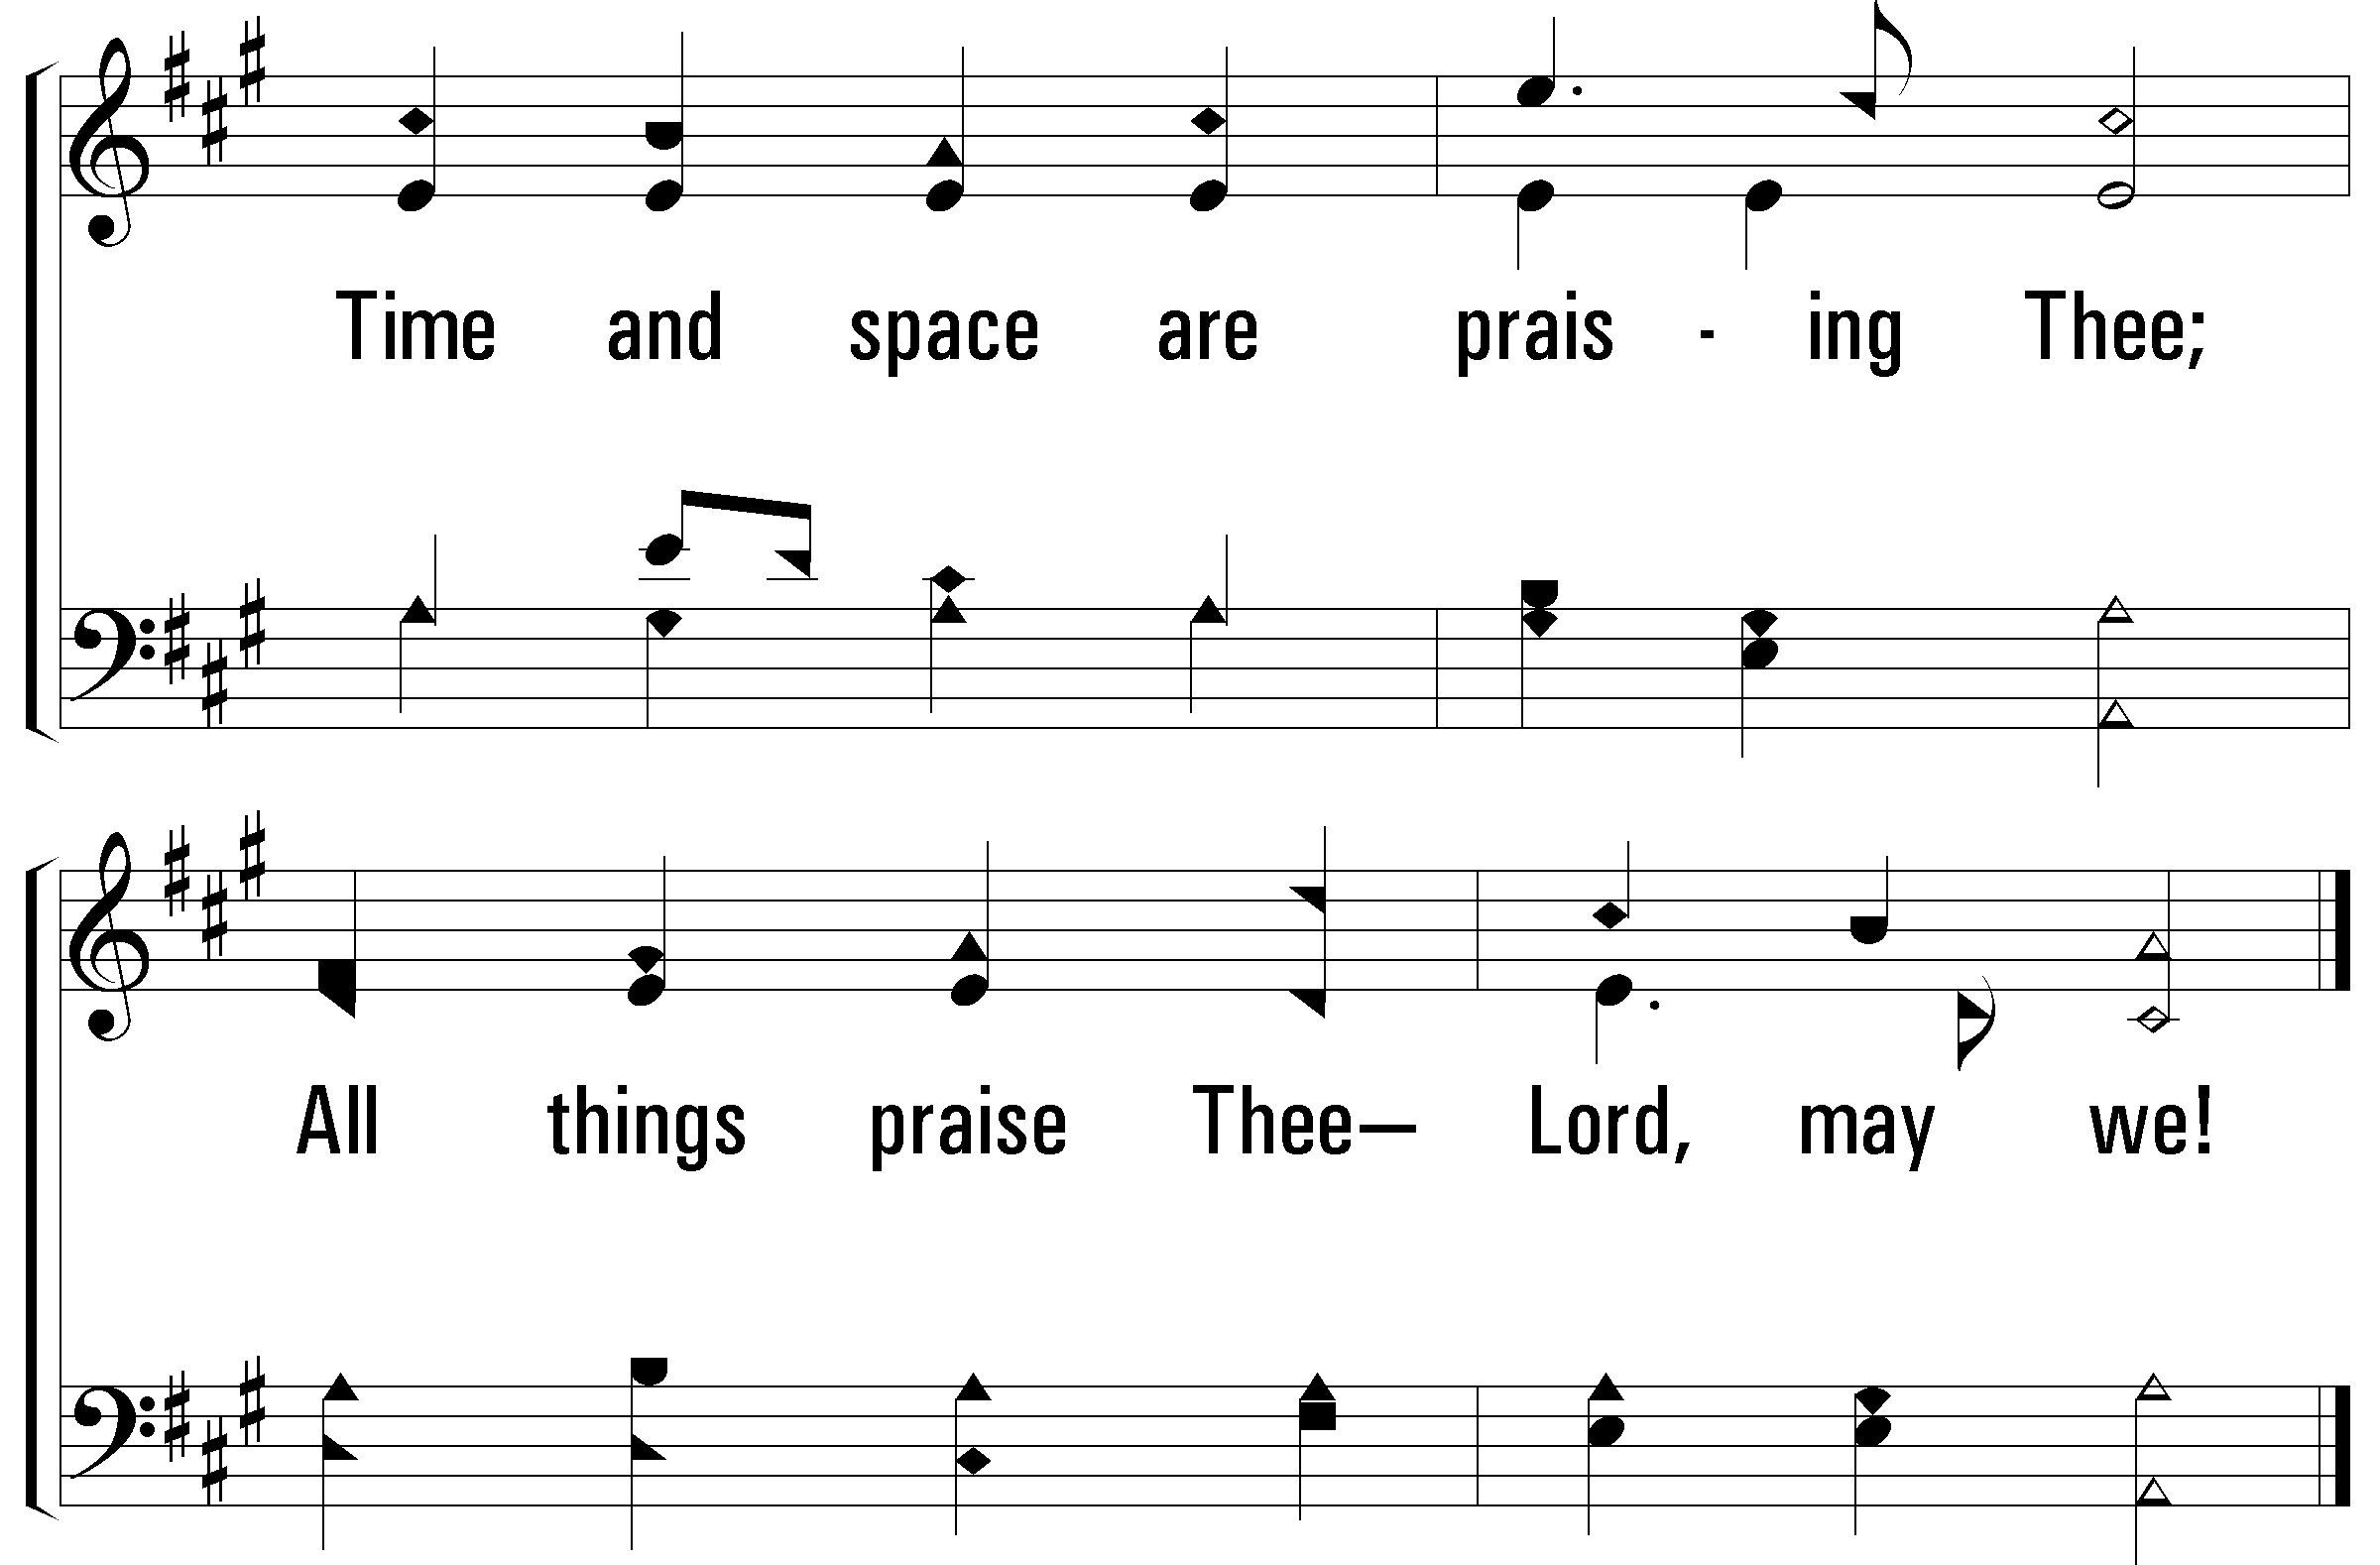 Time and space are prais - ing Thee;
All things praise Thee— Lord, may we!